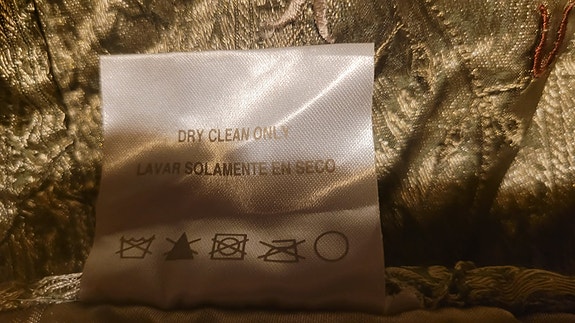 DRY CLEAN ONLY
LAVAR SOLAMENTE EN SECO